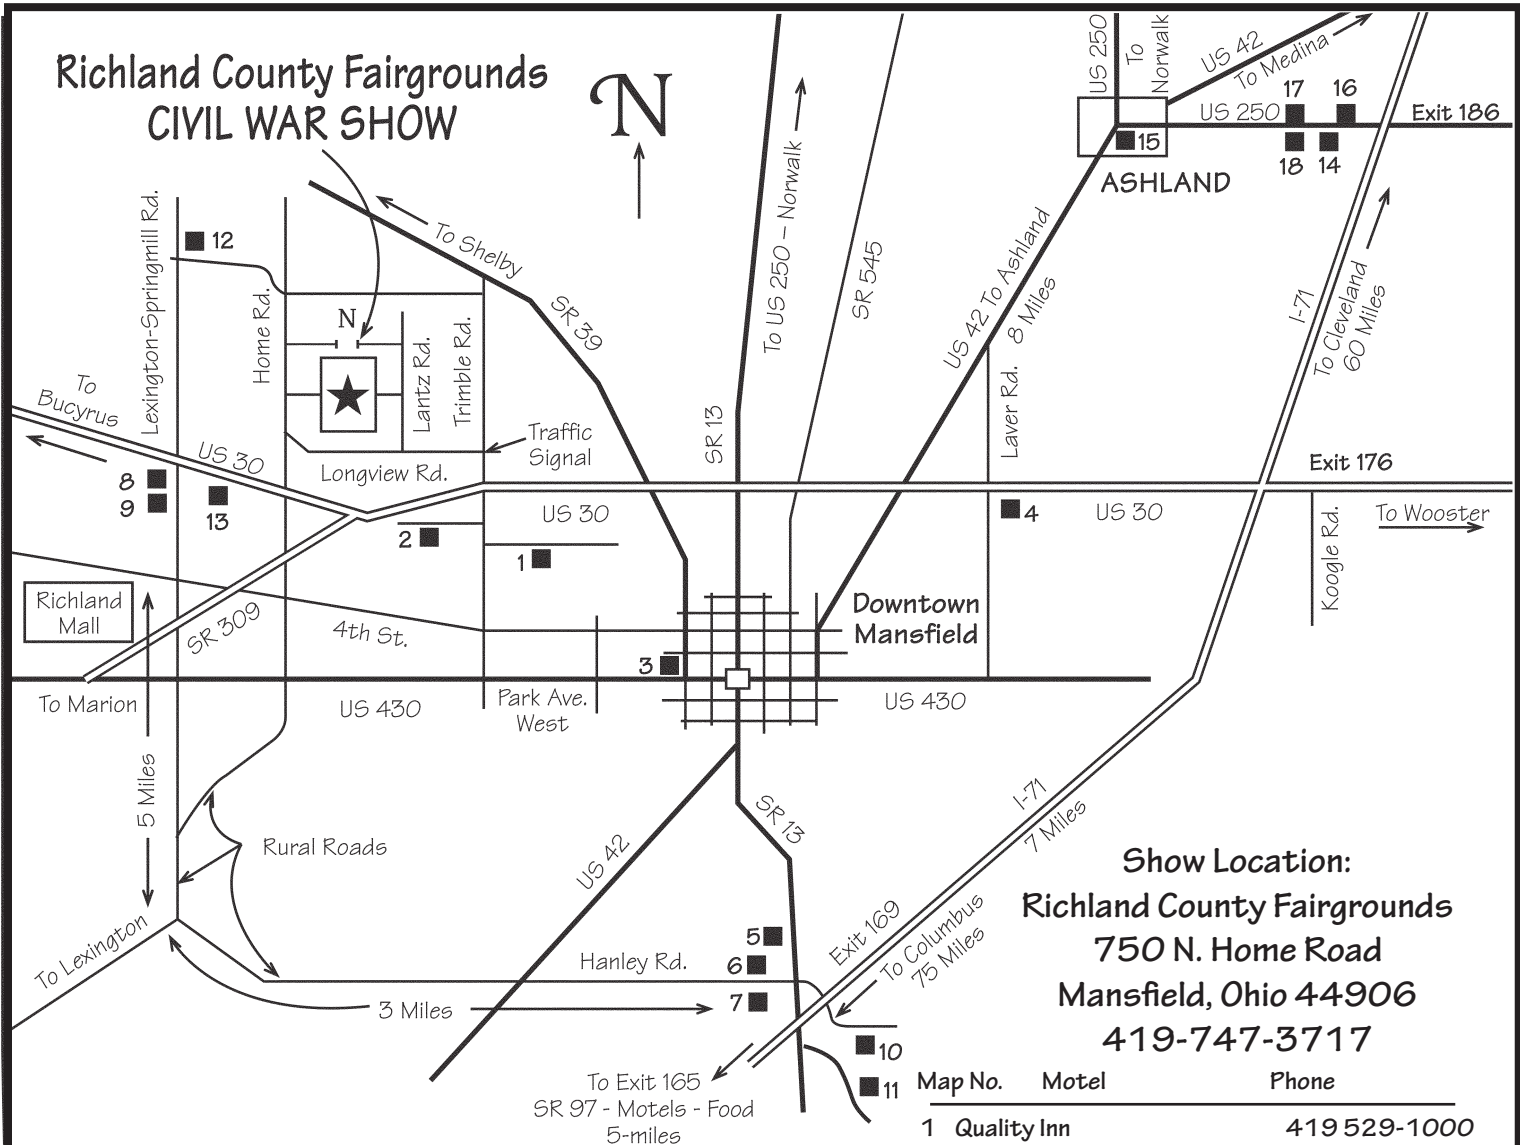 Richland County Fairgrounds
CIVIL WAR SHOW
N
US 250
To
Norwalk
US 42
To Medina
17
16
US 250
Exit 186
15
18
14
ASHLAND
Lexington-Springmill Rd.
12
To Shelby
SR 39
Home Rd.
N
Lantz Rd.
Trimble Rd.
To US 250 – Norwalk
SR 545
SR 13
US 42 To Ashland
8 Miles
Laver Rd.
I-71
To Cleveland
60 Miles
To
Bucyrus
US 30
Longview Rd.
Traffic
Signal
Exit 176
8
9
13
2
1
US 30
4
US 30
To Wooster
Koogle Rd.
Richland
Mall
SR 309
4th St.
Downtown
Mansfield
3
To Marion
US 430
Park Ave.
West
US 430
5 Miles
Rural Roads
US 42
SR 13
I-71
7 Miles
To Lexington
Hanley Rd.
5
6
7
3 Miles
Exit 169
To Columbus
75 Miles
10
11
To Exit 165
SR 97 - Motels - Food
5-miles
Show Location:
Richland County Fairgrounds
750 N. Home Road
Mansfield, Ohio 44906
419-747-3717
Map No. Motel Phone
1 Quality Inn 419 529-1000